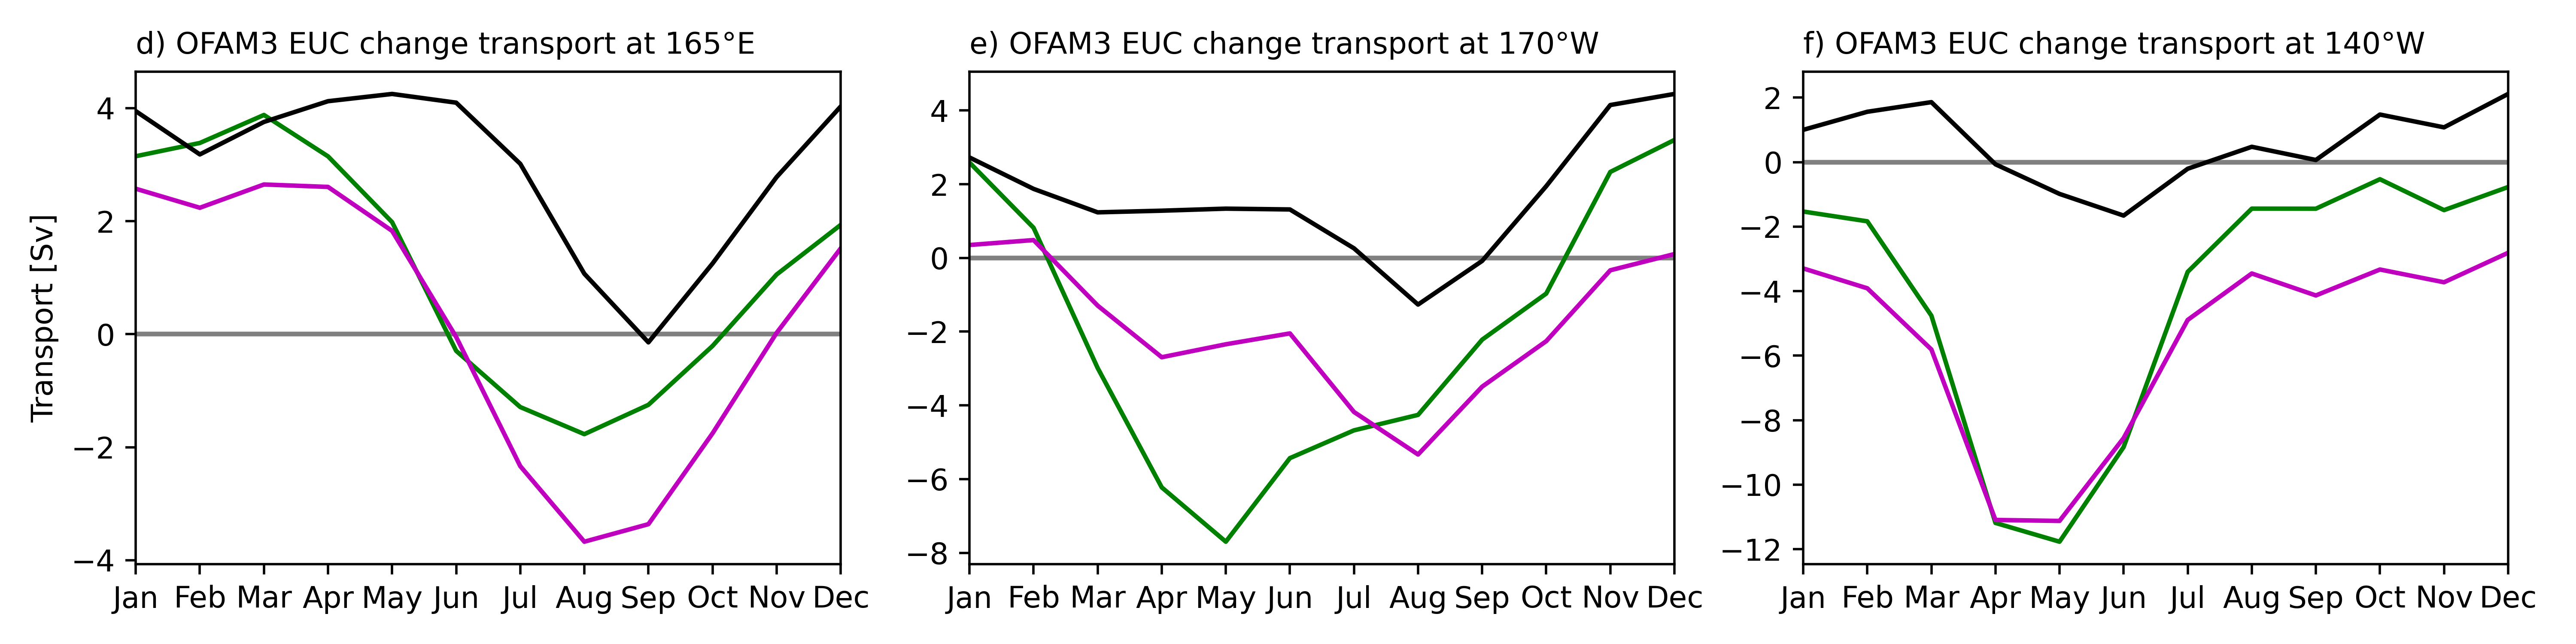 d) OFAM3 EUC change transport at 165°E
Transport [Sv]
4
2
0
−2
−4
Jan Feb Mar Apr May Jun Jul Aug Sep Oct Nov Dec
e) OFAM3 EUC change transport at 170°W
4
2
0
−2
−4
−6
−8
Jan Feb Mar Apr May Jun Jul Aug Sep Oct Nov Dec
f) OFAM3 EUC change transport at 140°W
2
0
−2
−4
−6
−8
−10
−12
Jan Feb Mar Apr May Jun Jul Aug Sep Oct Nov Dec